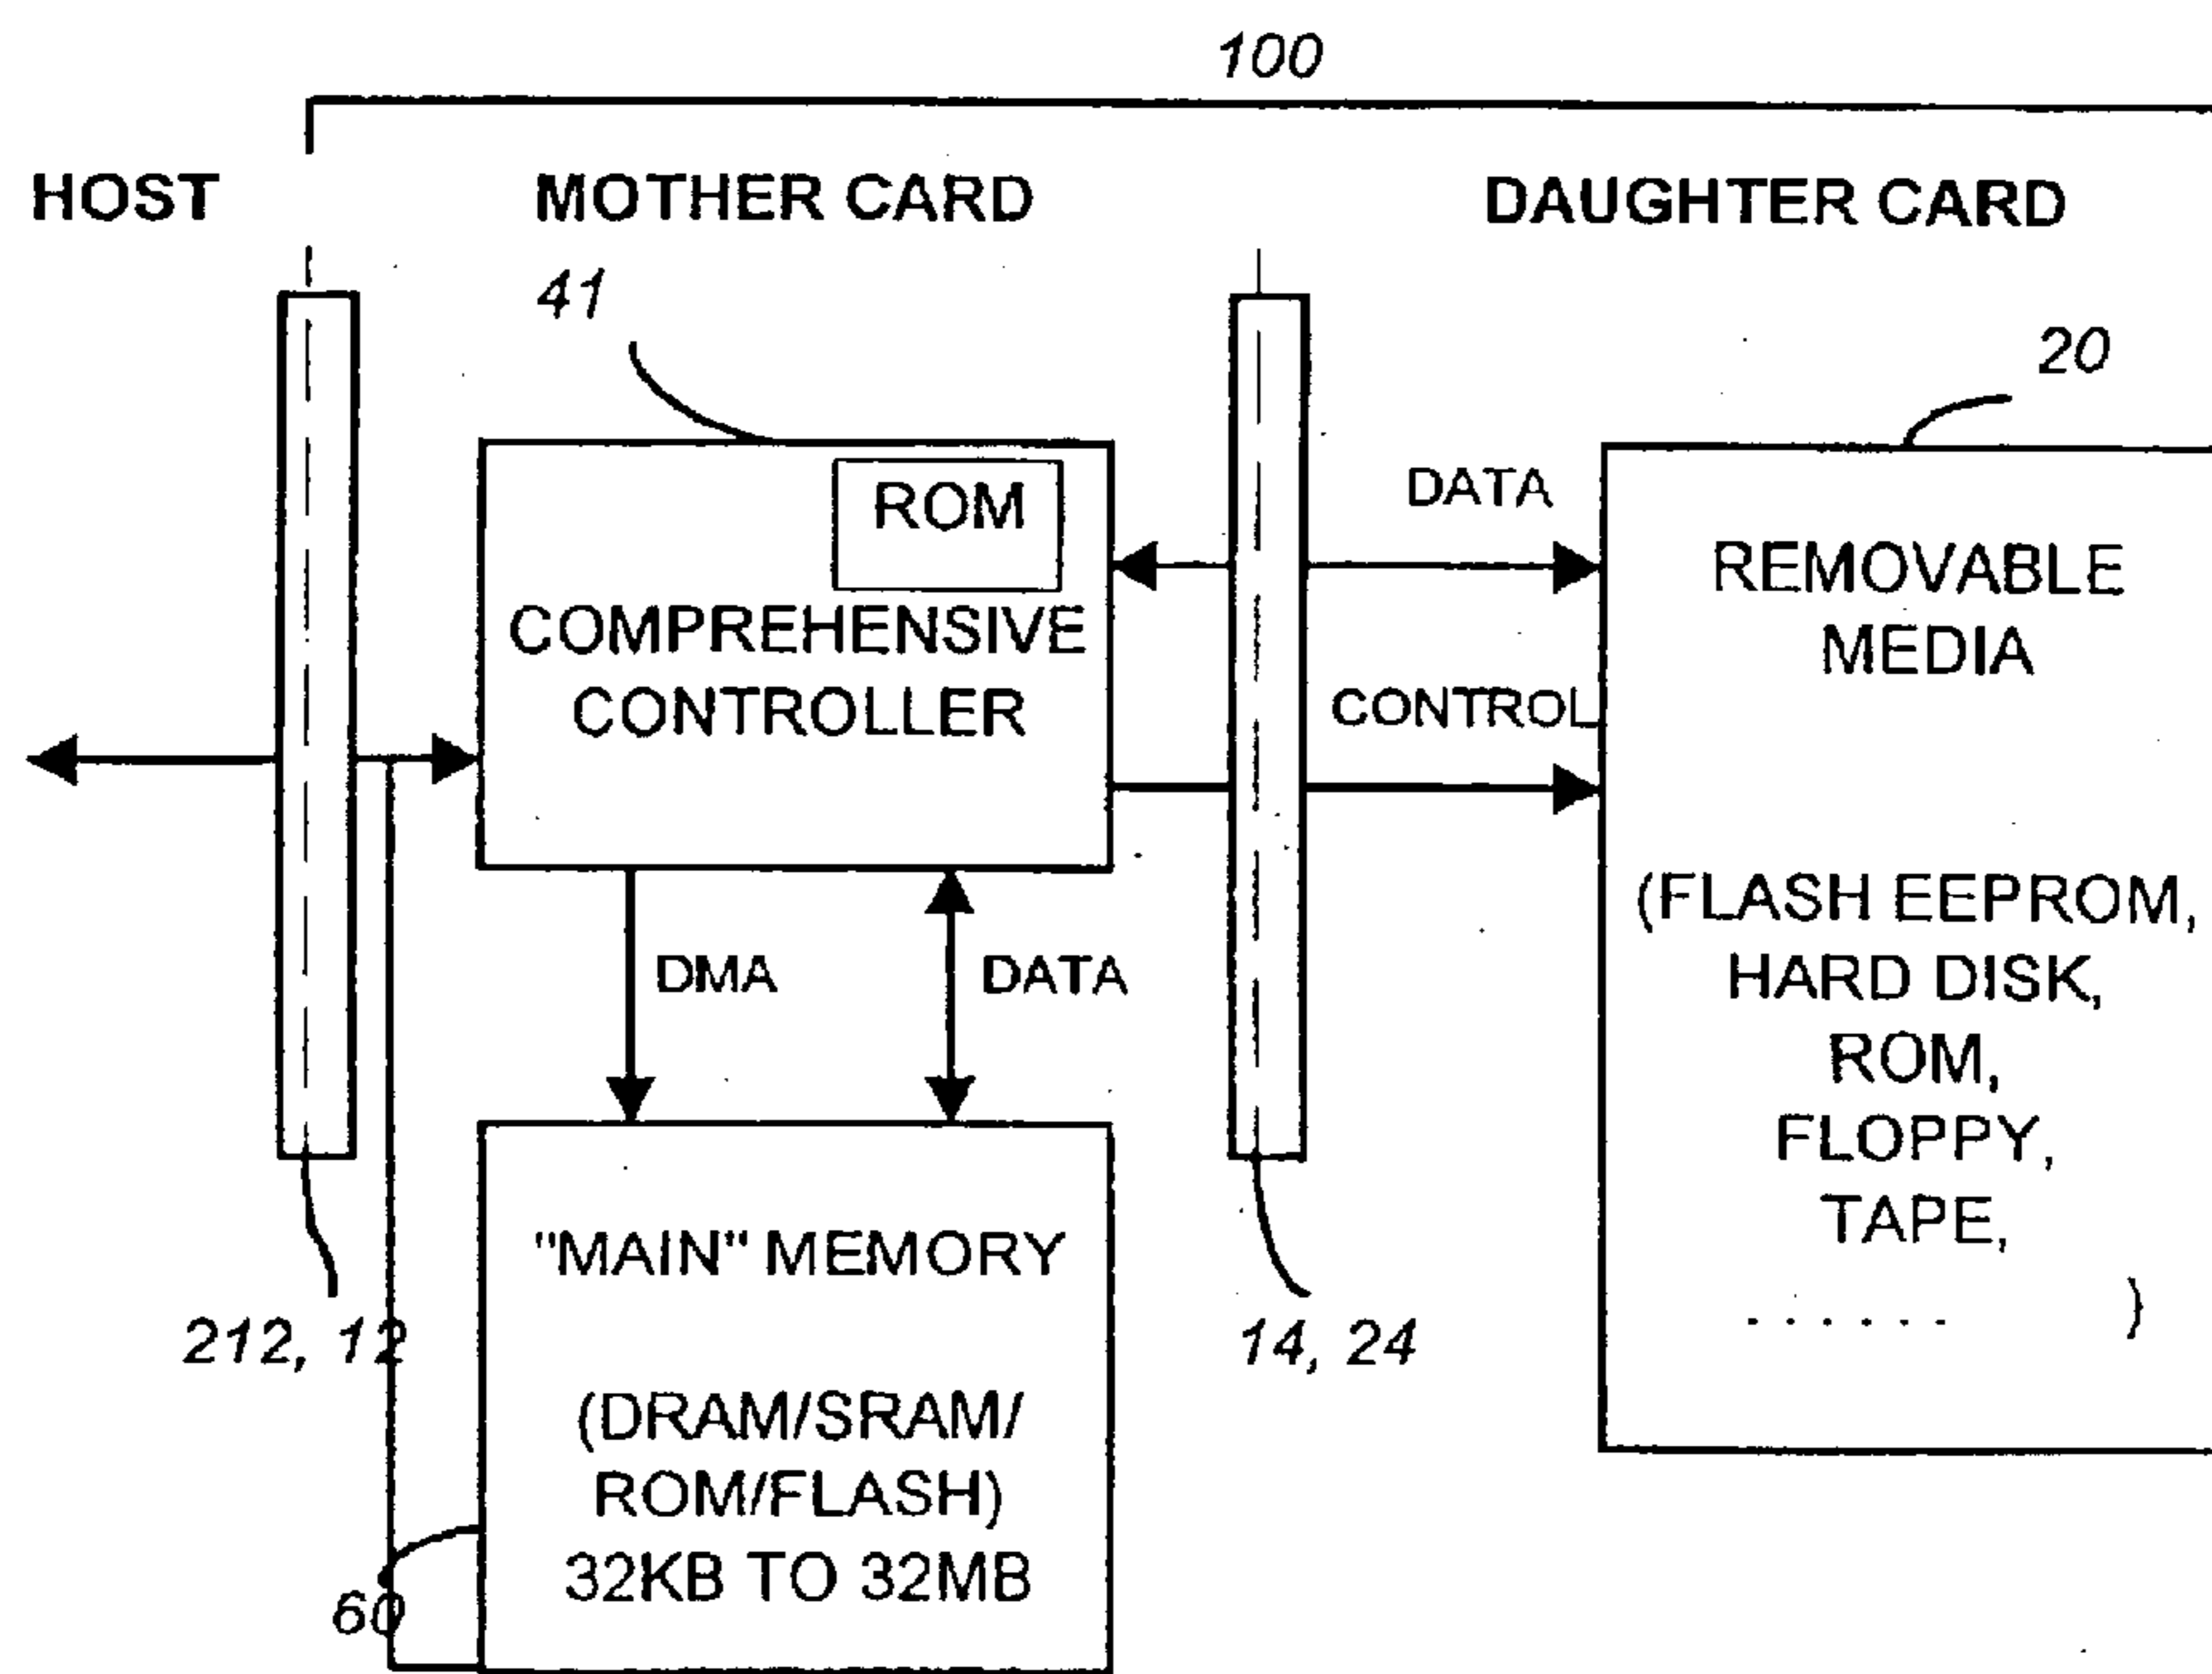 100
HOST
MOTHER CARD
DAUGHTER CARD
41
20
ROM
COMPREHENSIVE
CONTROLLER
DATA
CONTROL
REMOVABLE
MEDIA
(FLASH EEPROM,
HARD DISK,
ROM,
FLOPPY,
TAPE,
. . . . . . )
DMA
DATA
"MAIN" MEMORY
(DRAM/SRAM/
ROM/FLASH)
32KB TO 32MB
212, 12
14, 24
60